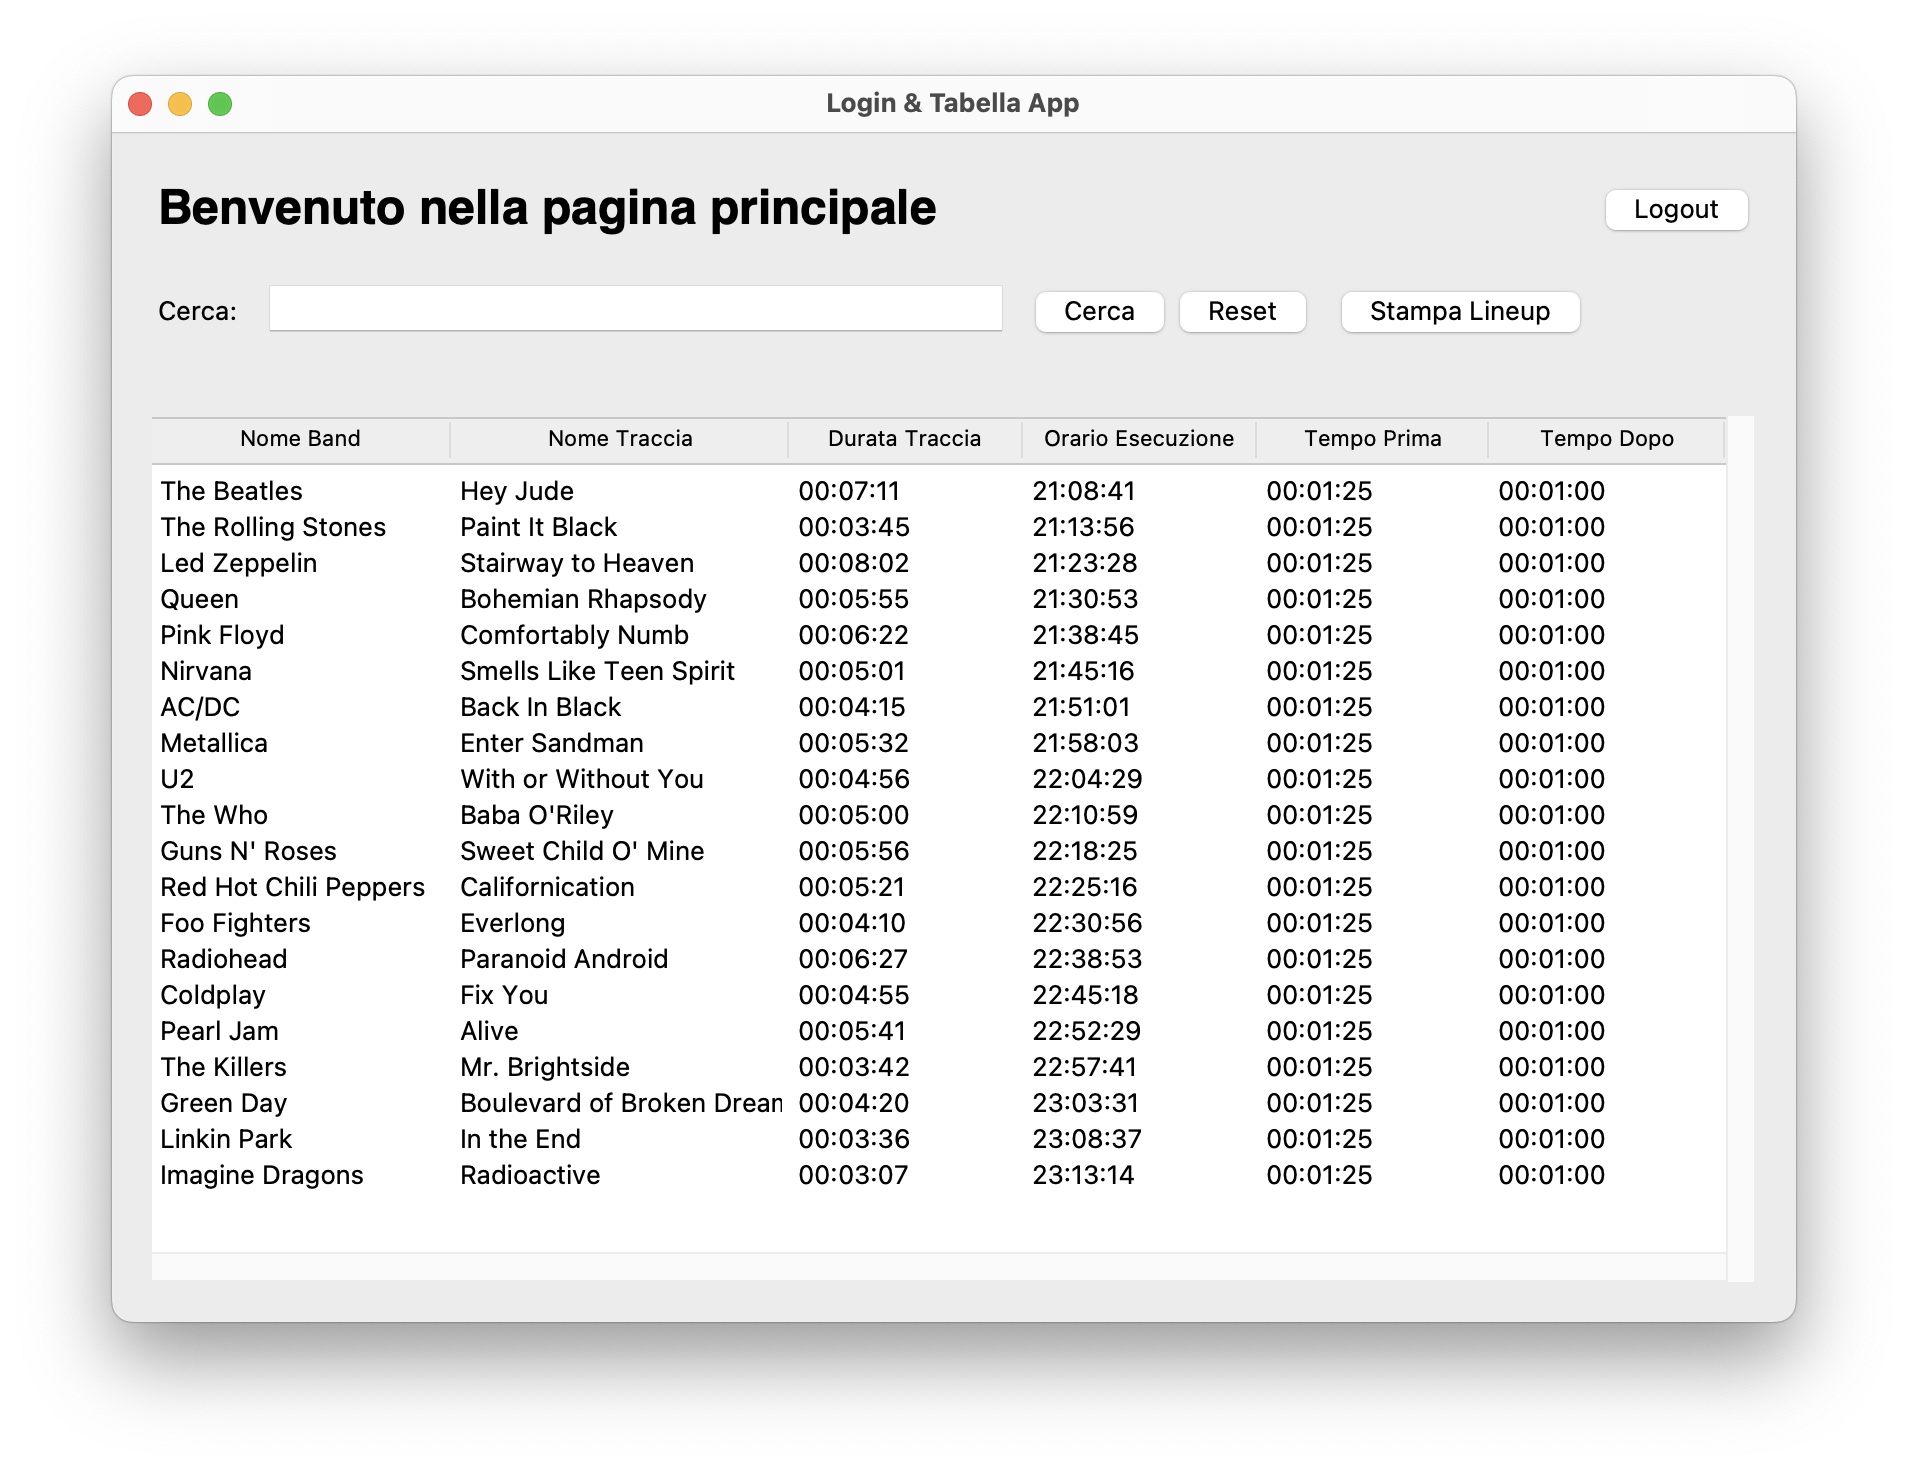 Login & Tabella App
Benvenuto nella pagina principale
Logout
Cerca:
Cerca Reset Stampa Lineup
Nome Band Nome Traccia Durata Traccia Orario Esecuzione Tempo Prima Tempo Dopo
The Beatles Hey Jude 00:07:11 21:08:41 00:01:25 00:01:00
The Rolling Stones Paint It Black 00:03:45 21:13:56 00:01:25 00:01:00
Led Zeppelin Stairway to Heaven 00:08:02 21:23:28 00:01:25 00:01:00
Queen Bohemian Rhapsody 00:05:55 21:30:53 00:01:25 00:01:00
Pink Floyd Comfortably Numb 00:06:22 21:38:45 00:01:25 00:01:00
Nirvana Smells Like Teen Spirit 00:05:01 21:45:16 00:01:25 00:01:00
AC/DC Back In Black 00:04:15 21:51:01 00:01:25 00:01:00
Metallica Enter Sandman 00:05:32 21:58:03 00:01:25 00:01:00
U2 With or Without You 00:04:56 22:04:29 00:01:25 00:01:00
The Who Baba O'Riley 00:05:00 22:10:59 00:01:25 00:01:00
Guns N' Roses Sweet Child O' Mine 00:05:56 22:18:25 00:01:25 00:01:00
Red Hot Chili Peppers Californication 00:05:21 22:25:16 00:01:25 00:01:00
Foo Fighters Everlong 00:04:10 22:30:56 00:01:25 00:01:00
Radiohead Paranoid Android 00:06:27 22:38:53 00:01:25 00:01:00
Coldplay Fix You 00:04:55 22:45:18 00:01:25 00:01:00
Pearl Jam Alive 00:05:41 22:52:29 00:01:25 00:01:00
The Killers Mr. Brightside 00:03:42 22:57:41 00:01:25 00:01:00
Green Day Boulevard of Broken 00:04:20 23:03:31 00:01:25 00:01:00
Linkin Park In the End 00:03:36 23:08:37 00:01:25 00:01:00
Imagine Dragons Radioactive 00:03:07 23:13:14 00:01:25 00:01:00